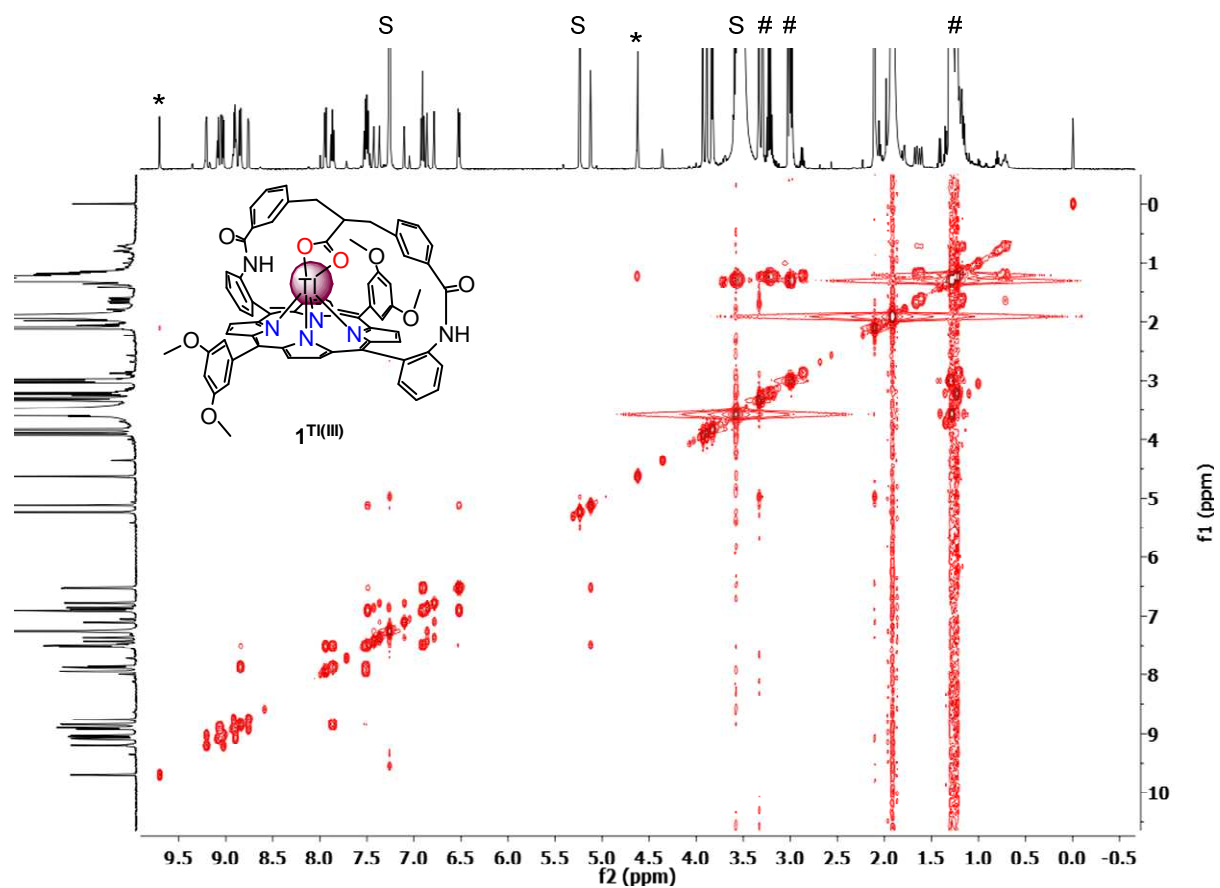 S S S # # #
* *
O
O
O
O
NH
Tl
O
O
N
N
N
N
O
NH
O
O
1Tl(III)
0
1
2
3
4
5
6
7
8
9
10
f1 (ppm)
9.5 9.0 8.5 8.0 7.5 7.0 6.5 6.0 5.5 5.0 4.5 4.0 3.5 3.0 2.5 2.0 1.5 1.0 0.5 0.0 -0.5
f2 (ppm)